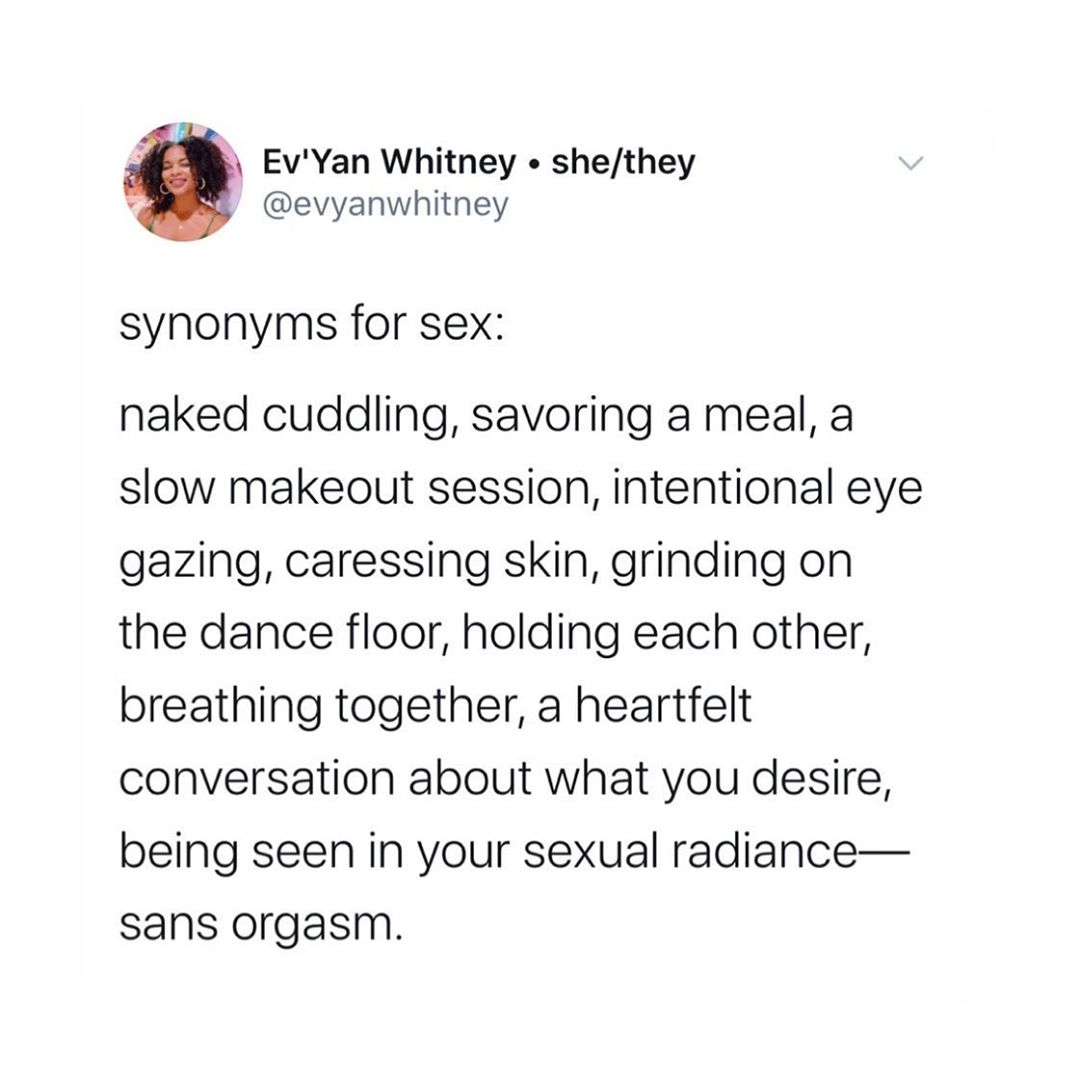 Ev'Yan Whitney • she/they
@evyanwhitney
synonyms for sex:
naked cuddling, savoring a meal, a
slow makeout session, intentional eye
gazing, caressing skin, grinding on
the dance floor, holding each other,
breathing together, a heartfelt
conversation about what you desire,
being seen in your sexual radiance—
sans orgasm.